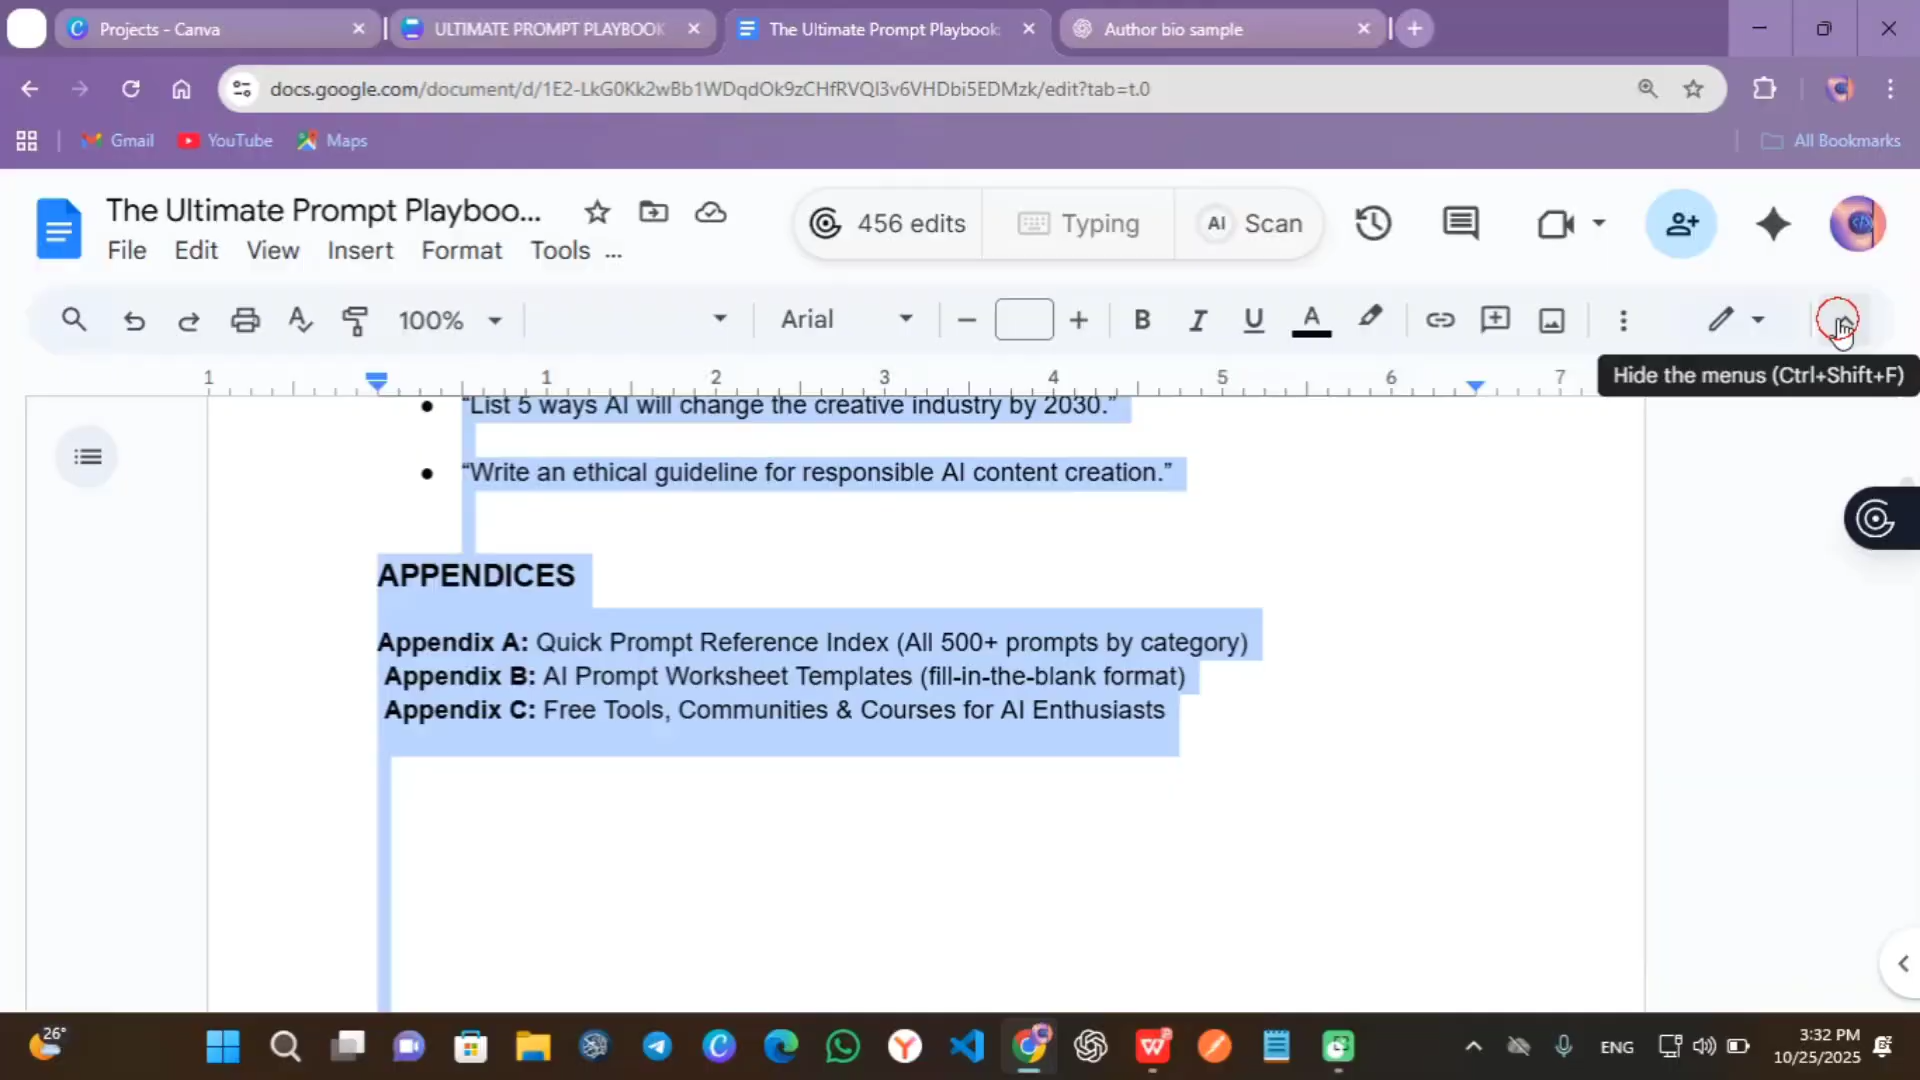 Projects - Canva
ULTIMATE PROMPT PLAYBOOK
The Ultimate Prompt Playbook
Author bio sample
docs.google.com/document/d/1E2-LkG0Kk2wBb1WDqdOk9zCHfRVQl3v6VHDbi5EDMzk/edit?tab=t.0
Gmail
YouTube
Maps
All Bookmarks
The Ultimate Prompt Playboo...
456 edits
Typing
AI Scan
File Edit View Insert Format Tools ...
100%
Arial
B I U A
Hide the menus (Ctrl+Shift+F)
1 1 2 3 4 5 6 7
● “List 5 ways AI will change the creative industry by 2030.”
● “Write an ethical guideline for responsible AI content creation.”
APPENDICES
Appendix A: Quick Prompt Reference Index (All 500+ prompts by category)
Appendix B: AI Prompt Worksheet Templates (fill-in-the-blank format)
Appendix C: Free Tools, Communities & Courses for AI Enthusiasts
26°
ENG
3:32 PM
10/25/2025